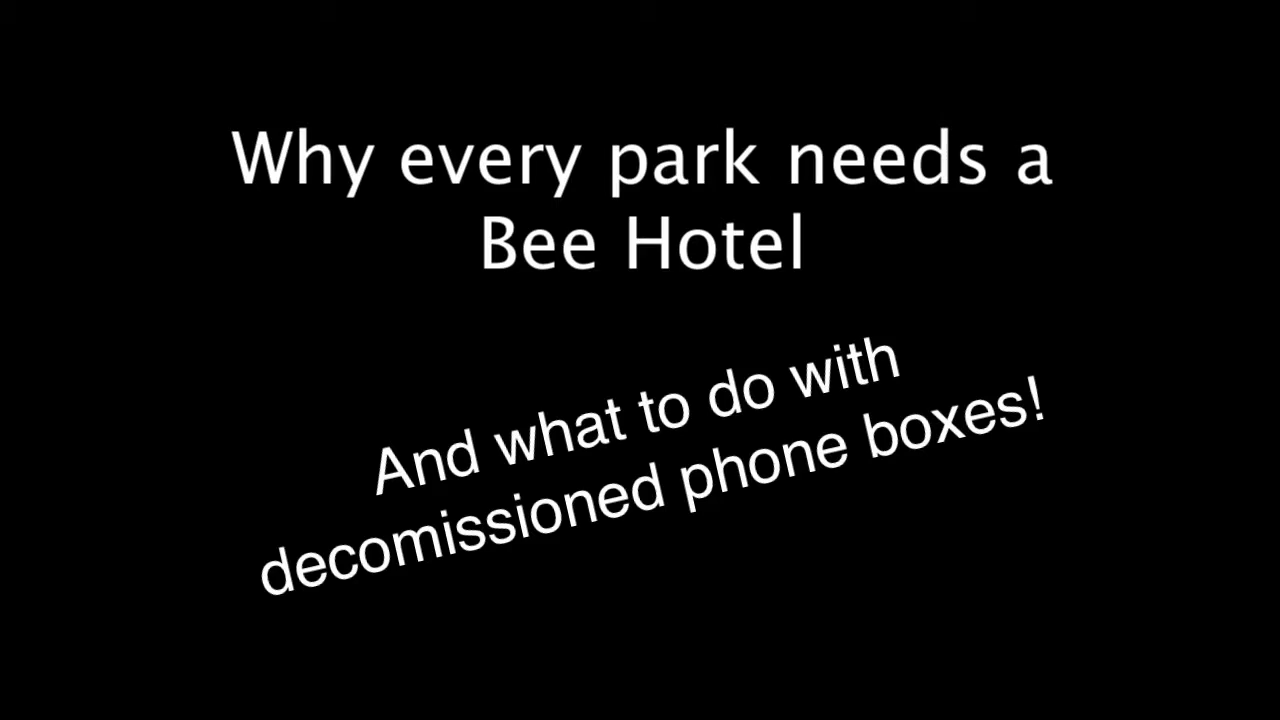 Why every park needs a
Bee Hotel
And what to do with
decomissioned phone boxes!